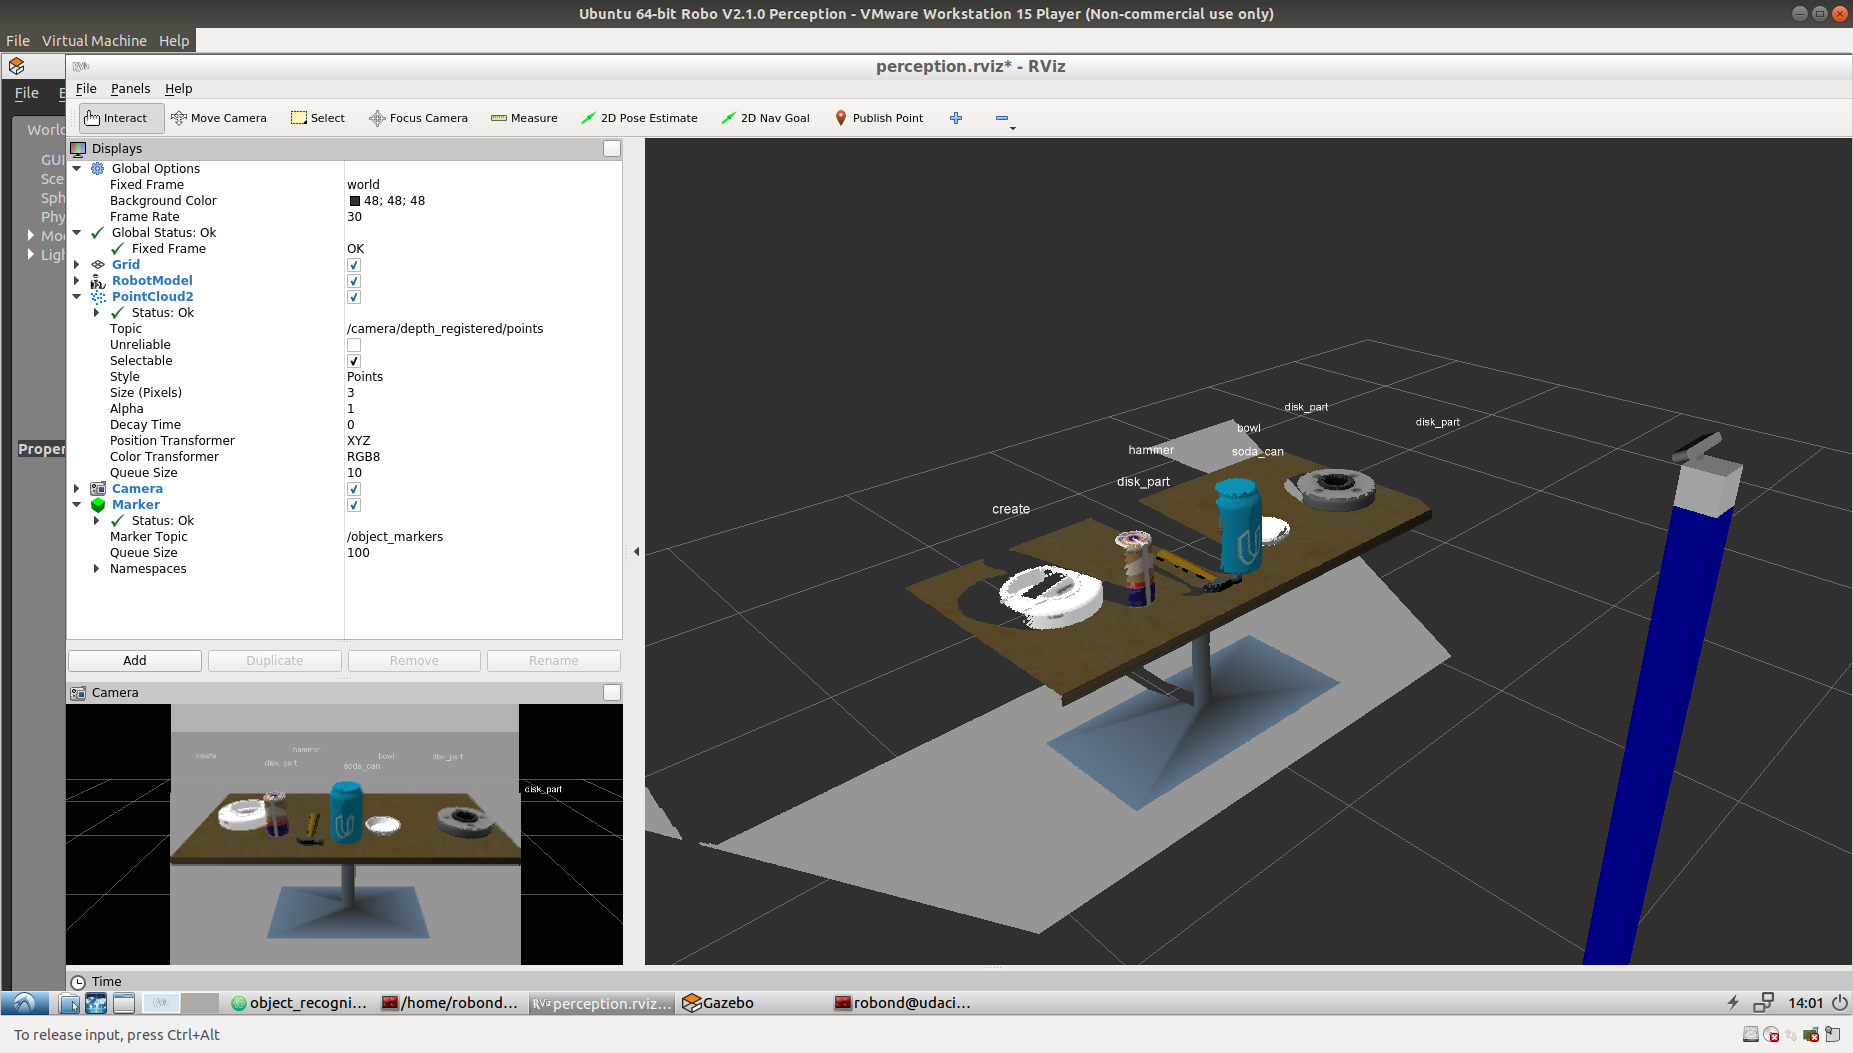 Ubuntu 64-bit Robo V2.1.0 Perception - VMware Workstation 15 Player (Non-commercial use only)
File Virtual Machine Help
perception.rviz* - RViz
File
File Panels Help
Interact Move Camera Select Focus Camera Measure 2D Pose Estimate 2D Nav Goal Publish Point
World
GUI
Sce
Sph
Phy
Mod
Ligh
Proper
Displays
Global Options
Fixed Frame world
Background Color 48; 48; 48
Frame Rate 30
Global Status: Ok
Fixed Frame OK
Grid
RobotModel
PointCloud2
Status: Ok
Topic /camera/depth_registered/points
Unreliable
Selectable
Style Points
Size (Pixels) 3
Alpha 1
Decay Time 0
Position Transformer XYZ
Color Transformer RGB8
Queue Size 10
Camera
Marker
Status: Ok
Marker Topic /object_markers
Queue Size 100
Namespaces
Add Duplicate Remove Rename
Camera
create
disk_part
hammer
soda_can
bowl
disk_part
disk_part
disk_part
disk_part
bowl
hammer
soda_can
disk_part
create
Time
object_recogni... /home/robond... RViz perception.rviz... Gazebo robond@udaci... 14:01
To release input, press Ctrl+Alt